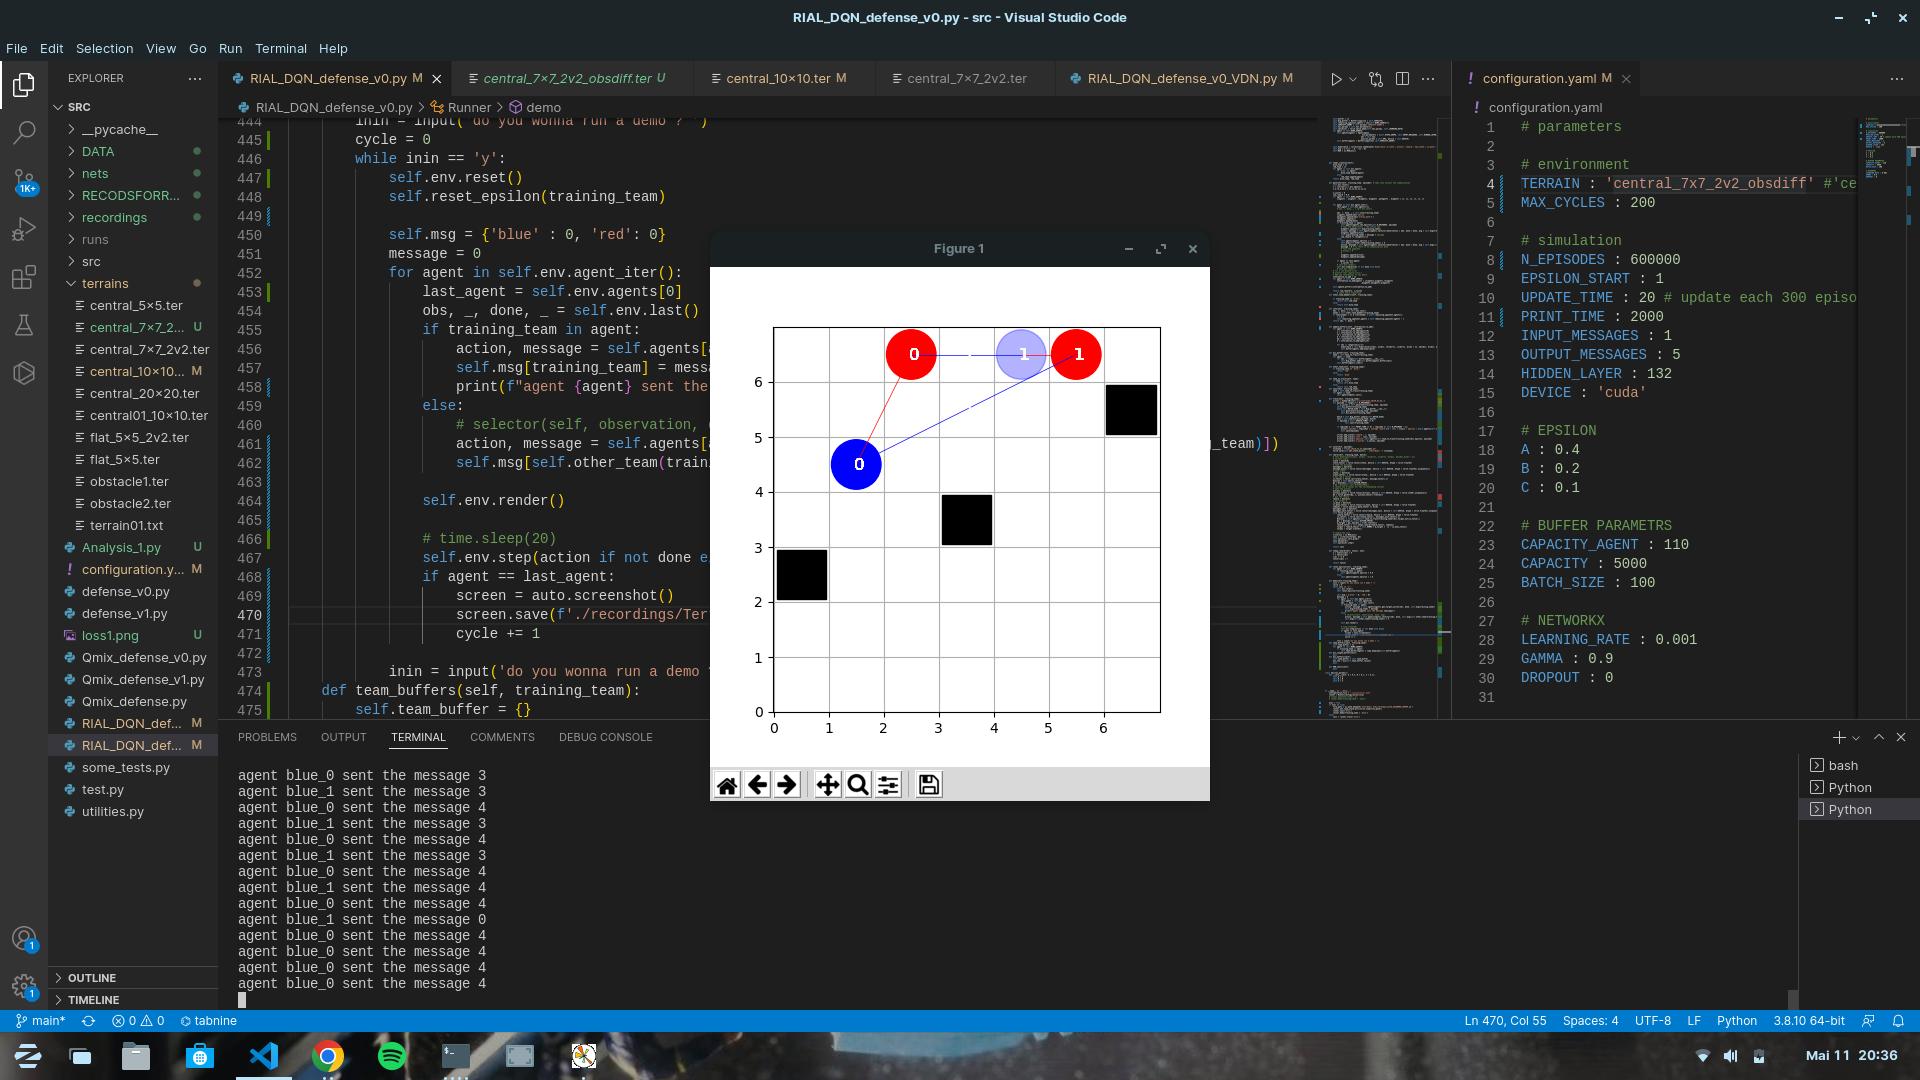 RIAL_DQN_defense_v0.py - src - Visual Studio Code
File Edit Selection View Go Run Terminal Help
EXPLORER
SRC
__pycache__
DATA
nets
RECODSFORR...
recordings
runs
src
terrains
central_5×5.ter
central_7×7_2... U
central_7×7_2v2.ter
central_10×10... M
central_20×20.ter
central01_10×10.ter
flat_5×5_2v2.ter
flat_5×5.ter
obstacle1.ter
obstacle2.ter
terrain01.txt
Analysis_1.py U
configuration.y... M
defense_v0.py
defense_v1.py
loss1.png U
Qmix_defense_v0.py
Qmix_defense_v1.py
Qmix_defense.py
RIAL_DQN_def... M
RIAL_DQN_def... M
some_tests.py
test.py
utilities.py
OUTLINE
TIMELINE
1K+
1
1
RIAL_DQN_defense_v0.py M
central_7×7_2v2_obsdiff.ter U
central_10×10.ter M
central_7×7_2v2.ter
RIAL_DQN_defense_v0_VDN.py M
RIAL_DQN_defense_v0.py > Runner > demo
444 inin = input('do you wonna run a demo ? ')
445 cycle = 0
446 while inin == 'y':
447 self.env.reset()
448 self.reset_epsilon(training_team)
449
450 self.msg = {'blue' : 0, 'red': 0}
451 message = 0
452 for agent in self.env.agent_iter():
453 last_agent = self.env.agents[0]
454 obs, _, done, _ = self.env.last()
455 if training_team in agent:
456 action, message = self.agents[
457 self.msg[training_team] = mess
458 print(f"agent {agent} sent the
459 else:
460 # selector(self, observation,
461 action, message = self.agents[ _team)])
462 self.msg[self.other_team(train
463
464 self.env.render()
465
466 # time.sleep(20)
467 self.env.step(action if not done e
468 if agent == last_agent:
469 screen = auto.screenshot()
470 screen.save(f'./recordings/Ter
471 cycle += 1
472
473 inin = input('do you wonna run a demo
474 def team_buffers(self, training_team):
475 self.team_buffer = {}
Figure 1
0 1 1
0
6
5
4
3
2
1
0
0 1 2 3 4 5 6
configuration.yaml M
configuration.yaml
1 # parameters
2
3 # environment
4 TERRAIN : 'central_7x7_2v2_obsdiff' #'ce
5 MAX_CYCLES : 200
6
7 # simulation
8 N_EPISODES : 600000
9 EPSILON_START : 1
10 UPDATE_TIME : 20 # update each 300 episo
11 PRINT_TIME : 2000
12 INPUT_MESSAGES : 1
13 OUTPUT_MESSAGES : 5
14 HIDDEN_LAYER : 132
15 DEVICE : 'cuda'
16
17 # EPSILON
18 A : 0.4
19 B : 0.2
20 C : 0.1
21
22 # BUFFER PARAMETRS
23 CAPACITY_AGENT : 110
24 CAPACITY : 5000
25 BATCH_SIZE : 100
26
27 # NETWORKX
28 LEARNING_RATE : 0.001
29 GAMMA : 0.9
30 DROPOUT : 0
31
PROBLEMS OUTPUT TERMINAL COMMENTS DEBUG CONSOLE
agent blue_0 sent the message 3
agent blue_1 sent the message 3
agent blue_0 sent the message 4
agent blue_1 sent the message 3
agent blue_0 sent the message 4
agent blue_1 sent the message 3
agent blue_0 sent the message 4
agent blue_1 sent the message 4
agent blue_0 sent the message 4
agent blue_1 sent the message 0
agent blue_0 sent the message 4
agent blue_0 sent the message 4
agent blue_0 sent the message 4
agent blue_0 sent the message 4
bash
Python
Python
main* 0 0 tabnine
Ln 470, Col 55 Spaces: 4 UTF-8 LF Python 3.8.10 64-bit
Mai 11 20:36